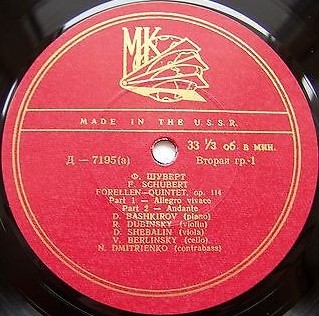 МК
MADE IN THE U.S.S.R.
Д — 7195(а)
33 ⅓ об. в мин.
Вторая гр.-1
Ф. ШУБЕРТ
F. SCHUBERT
FORELLEN-QUINTET, op. 114
Part 1 — Allegro vivace
Part 2 — Andante
D. BASHKIROV (piano)
R. DUBINSKY (violin)
D. SHEBALIN (viola)
V. BERLINSKY (cello)
N. DMITRIENKO (contrabass)